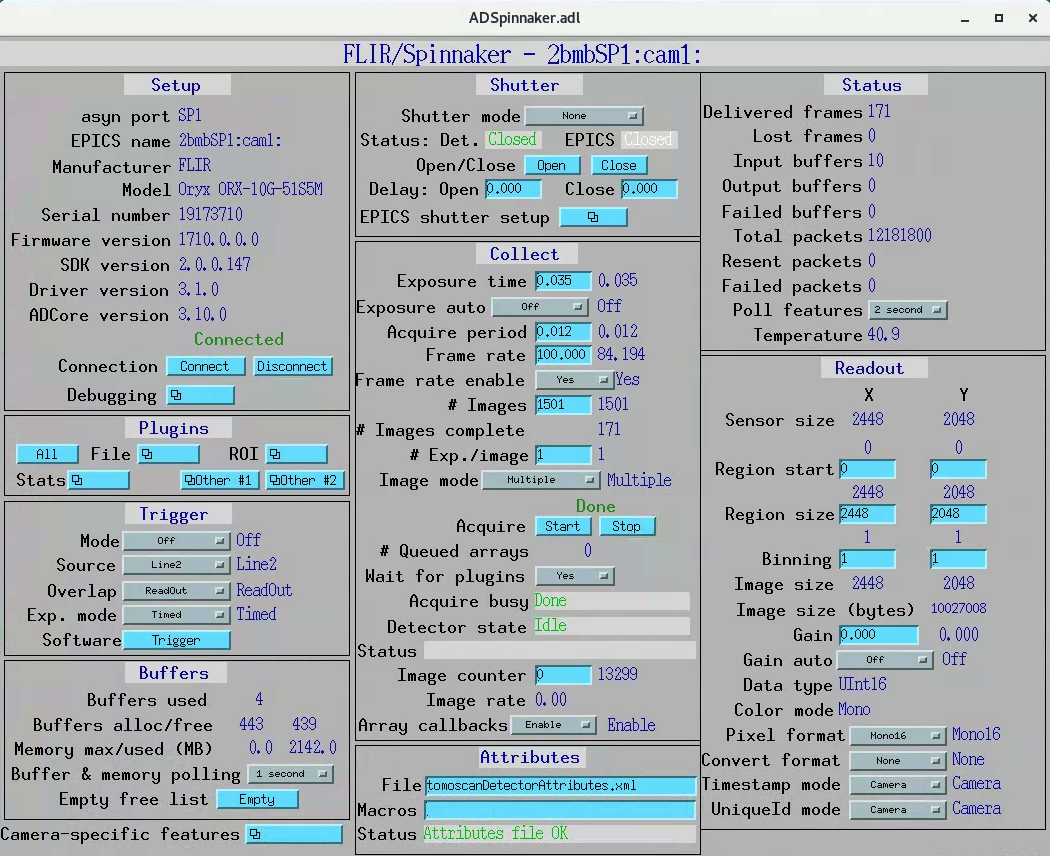 ADSpinnaker.adl
FLIR/Spinnaker - 2bmbSP1:cam1:
Setup
asyn port SP1
EPICS name 2bmbSP1:cam1:
Manufacturer FLIR
Model Oryx ORX-10G-51S5M
Serial number 19173710
Firmware version 1710.0.0.0
SDK version 2.0.0.147
Driver version 3.1.0
ADCore version 3.10.0
Connected
Connection Connect Disconnect
Debugging
Plugins
All File ROI
Stats Other #1 Other #2
Trigger
Mode Off Off
Source Line2 Line2
Overlap ReadOut ReadOut
Exp. mode Timed Timed
Software Trigger
Buffers
Buffers used 4
Buffers alloc/free 443 439
Memory max/used (MB) 0.0 2142.0
Buffer & memory polling 1 second
Empty free list Empty
Camera-specific features
Shutter
Shutter mode None
Status: Det. Closed EPICS Closed
Open/Close Open Close
Delay: Open 0.000 Close 0.000
EPICS shutter setup
Collect
Exposure time 0.035 0.035
Exposure auto Off Off
Acquire period 0.012 0.012
Frame rate 100.000 84.194
Frame rate enable Yes Yes
# Images 1501 1501
# Images complete 171
# Exp./image 1 1
Image mode Multiple Multiple
Done
Acquire Start Stop
# Queued arrays 0
Wait for plugins Yes
Acquire busy Done
Detector state Idle
Status
Image counter 0 13299
Image rate 0.00
Array callbacks Enable Enable
Attributes
File tomoscanDetectorAttributes.xml
Macros
Status Attributes file OK
Status
Delivered frames 171
Lost frames 0
Input buffers 10
Output buffers 0
Failed buffers 0
Total packets 12181800
Resent packets 0
Failed packets 0
Poll features 2 second
Temperature 40.9
Readout
X Y
Sensor size 2448 2048
0 0
Region start 0 0
2448 2048
Region size 2448 2048
1 1
Binning 1 1
Image size 2448 2048
Image size (bytes) 10027008
Gain 0.000 0.000
Gain auto Off Off
Data type UInt16
Color mode Mono
Pixel format Mono16 Mono16
Convert format None None
Timestamp mode Camera Camera
UniqueId mode Camera Camera